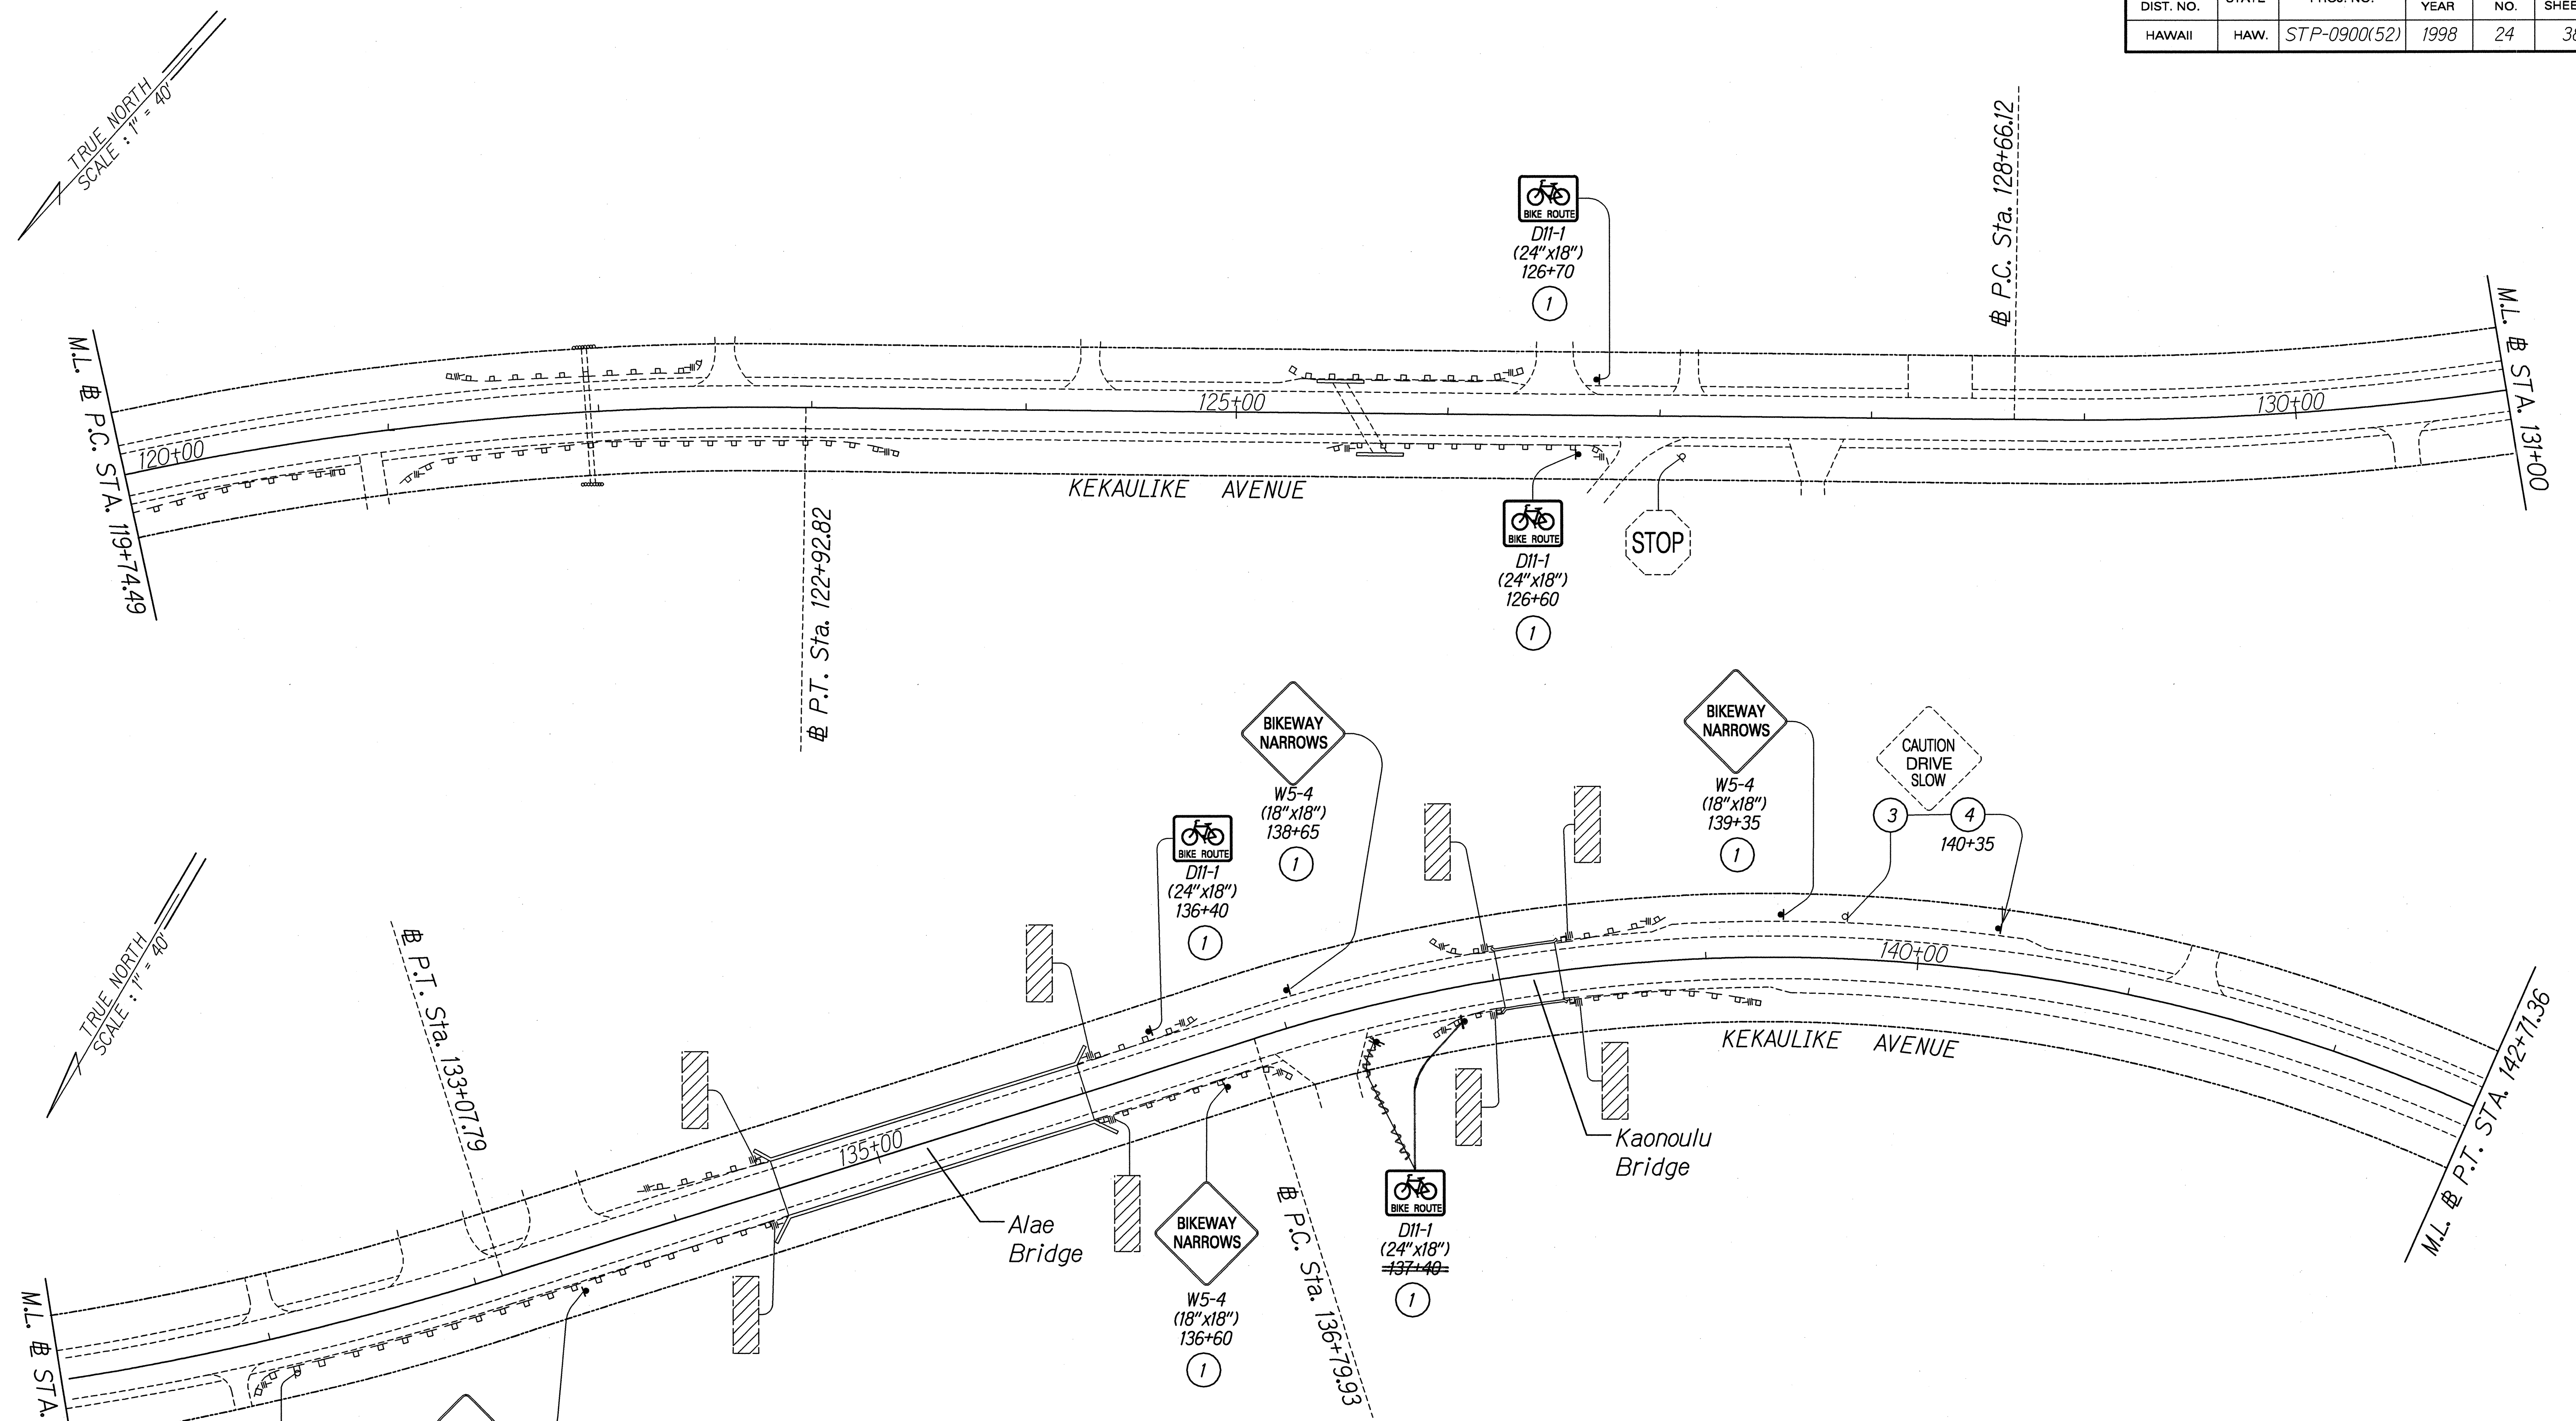 DIST. NO.
YEAR
NO.
HAWAII
HAW.
STP-0900(52)
1998
24
TRUE NORTH
SCALE : 1" = 40'
BIKE ROUTE
D11-1
(24"x18")
126+70
1
℄ P.C. Sta. 128+66.12
M.L. ℄ P.C. STA. 119+74.49
120+00
125+00
130+00
M.L. ℄ STA. 131+00
KEKAULIKE AVENUE
℄ P.T. Sta. 122+92.82
BIKE ROUTE
D11-1
(24"x18")
126+60
1
STOP
TRUE NORTH
SCALE : 1" = 40'
℄ P.T. Sta. 133+07.79
BIKE ROUTE
D11-1
(24"x18")
136+40
1
BIKEWAY
NARROWS
W5-4
(18"x18")
138+65
1
BIKEWAY
NARROWS
W5-4
(18"x18")
139+35
1
CAUTION
DRIVE
SLOW
3
4
140+35
140+00
KEKAULIKE AVENUE
M.L. ℄ P.T. STA. 142+71.36
135+00
Alae
Bridge
Kaonoulu
Bridge
BIKEWAY
NARROWS
W5-4
(18"x18")
136+60
1
℄ P.C. Sta. 136+79.93
BIKE ROUTE
D11-1
(24"x18")
137+40
1
M.L. ℄ STA.